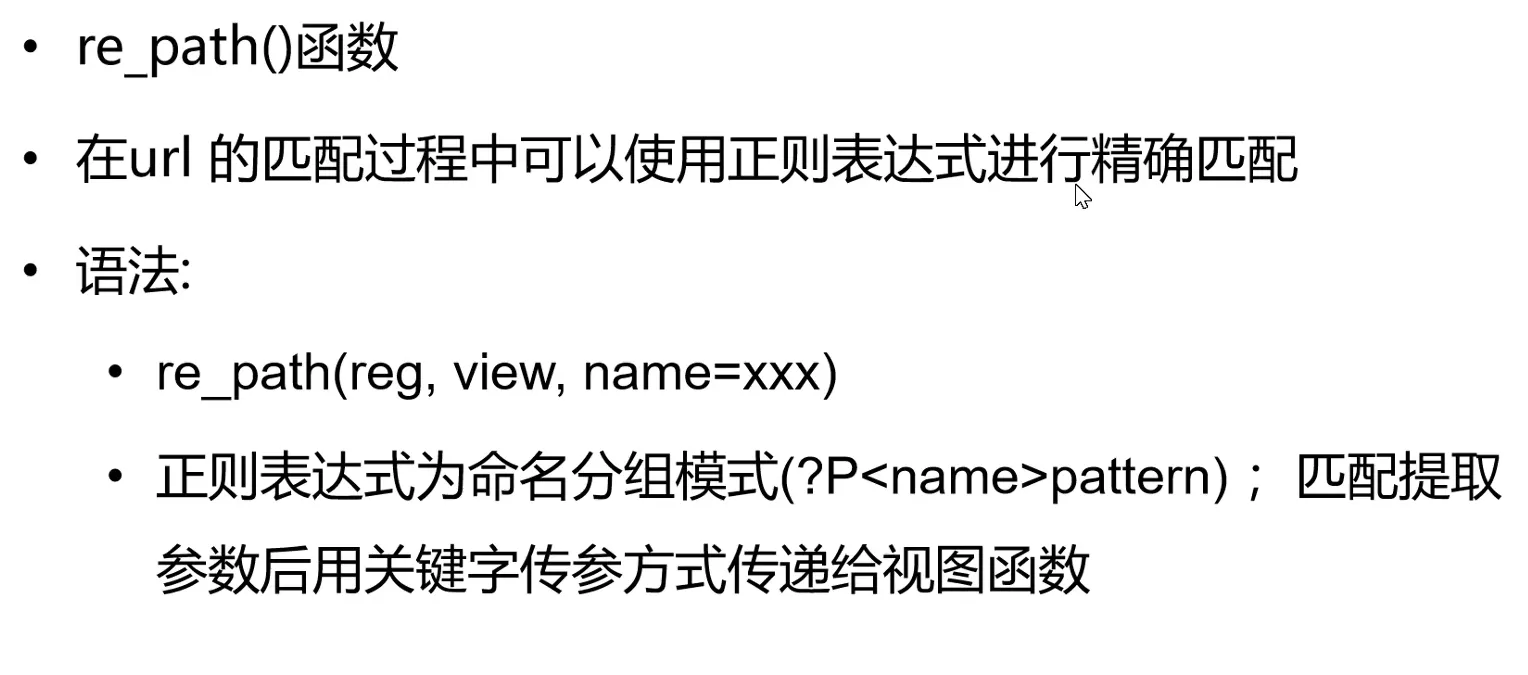 • re_path()函数
• 在url 的匹配过程中可以使用正则表达式进行精确匹配
• 语法:
• re_path(reg, view, name=xxx)
• 正则表达式为命名分组模式(?P<name>pattern)； 匹配提取
参数后用关键字传参方式传递给视图函数